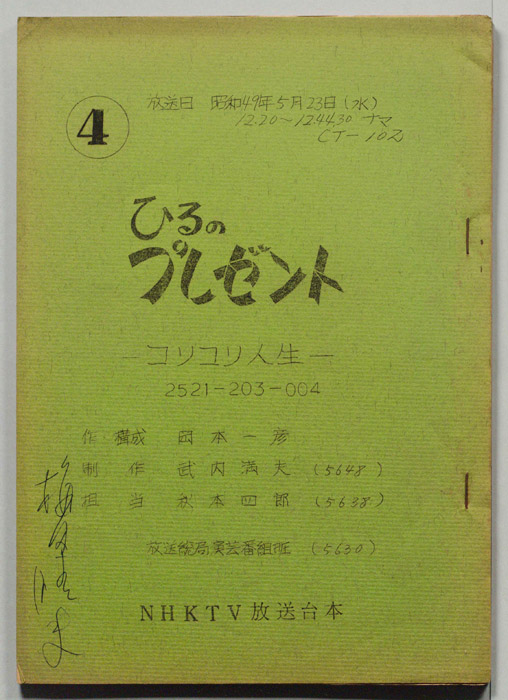 放送日 昭和49年5月23日(水)
④
12.20~12.44.30 ナマ
CT-102
ひるの
プレゼント
-コリコリ人生-
2521-203-004
作 構成 岡本一彦
制作 武内満夫 (5648)
担当 秋本四郎 (5638)
放送総局演芸番組班 (5630)
NHKTV放送台本